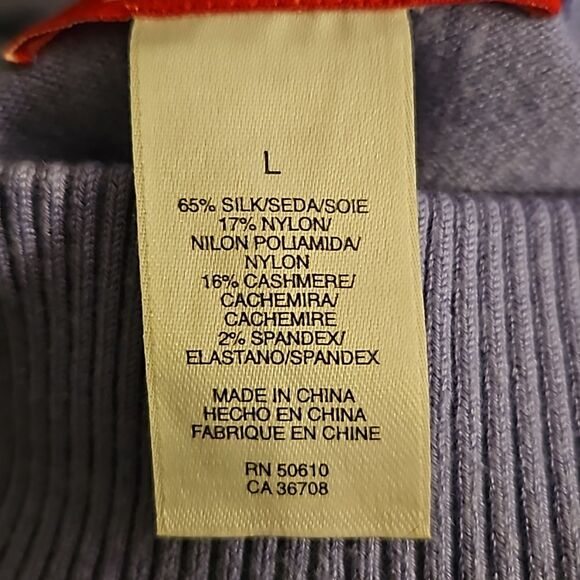 L
65% SILK/SEDA/SOIE
17% NYLON/
NILON POLIAMIDA/
NYLON
16% CASHMERE/
CACHEMIRA/
CACHEMIRE
2% SPANDEX/
ELASTANO/SPANDEX
MADE IN CHINA
HECHO EN CHINA
FABRIQUE EN CHINE
RN 50610
CA 36708